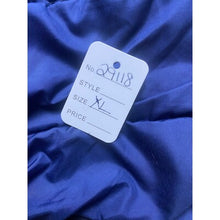 No. 29118
STYLE
SIZE XL
PRICE